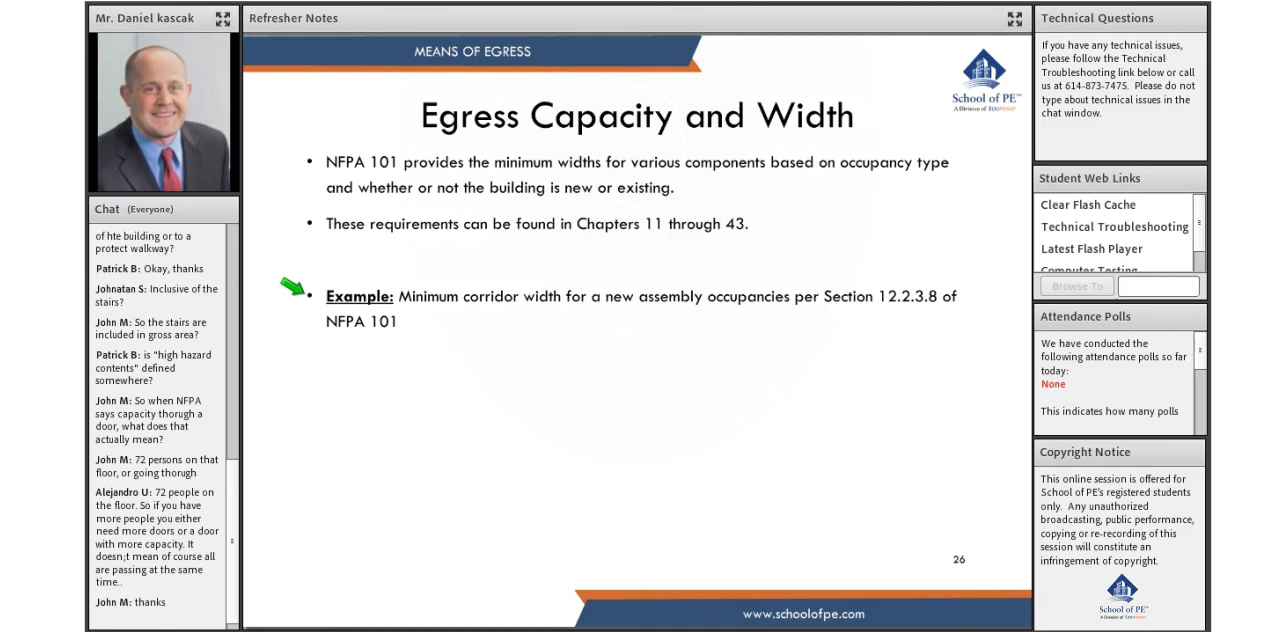 Mr. Daniel kascak
Chat (Everyone)
of hte building or to a
protect walkway?
Patrick B: Okay, thanks
Johnatan S: Inclusive of the
stairs?
John M: So the stairs are
included in gross area?
Patrick B: is "high hazard
contents" defined
somewhere?
John M: So when NFPA
says capacity thorugh a
door, what does that
actually mean?
John M: 72 persons on that
floor, or going thorugh
Alejandro U: 72 people on
the floor. So if you have
more people you either
need more doors or a door
with more capacity. It
doesn;t mean of course all
are passing at the same
time..
John M: thanks
Refresher Notes
MEANS OF EGRESS
School of PE™
A Division of EDUMIND®
Egress Capacity and Width
• NFPA 101 provides the minimum widths for various components based on occupancy type
and whether or not the building is new or existing.
• These requirements can be found in Chapters 11 through 43.
• Example: Minimum corridor width for a new assembly occupancies per Section 12.2.3.8 of
NFPA 101
26
www.schoolofpe.com
Technical Questions
If you have any technical issues,
please follow the Technical
Troubleshooting link below or call
us at 614-873-7475. Please do not
type about technical issues in the
chat window.
Student Web Links
Clear Flash Cache
Technical Troubleshooting
Latest Flash Player
Computer Testing
Browse To
Attendance Polls
We have conducted the
following attendance polls so far
today:
None
This indicates how many polls
Copyright Notice
This online session is offered for
School of PE's registered students
only. Any unauthorized
broadcasting, public performance,
copying or re-recording of this
session will constitute an
infringement of copyright.
School of PE™
A Division of EDUMIND®